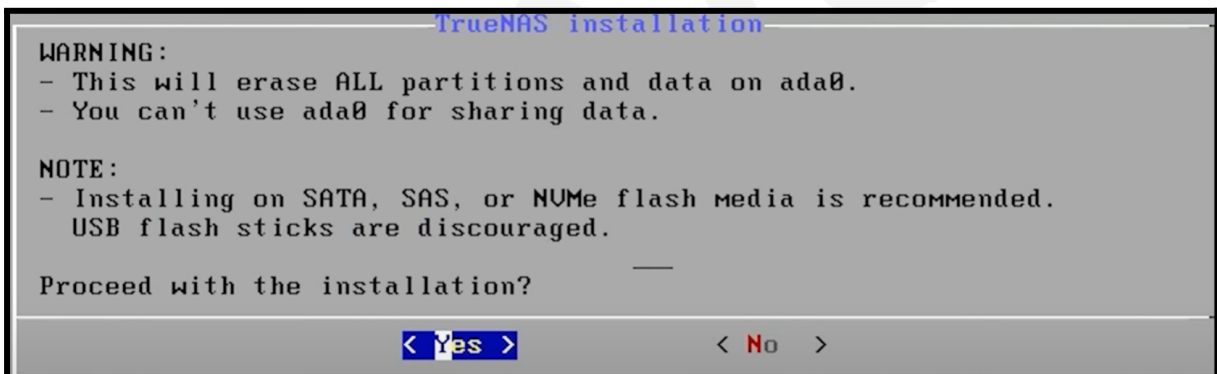 TrueNAS installation
WARNING:
- This will erase ALL partitions and data on ada0.
- You can't use ada0 for sharing data.
NOTE:
- Installing on SATA, SAS, or NVMe flash media is recommended.
USB flash sticks are discouraged.
Proceed with the installation?
< Yes > < No >